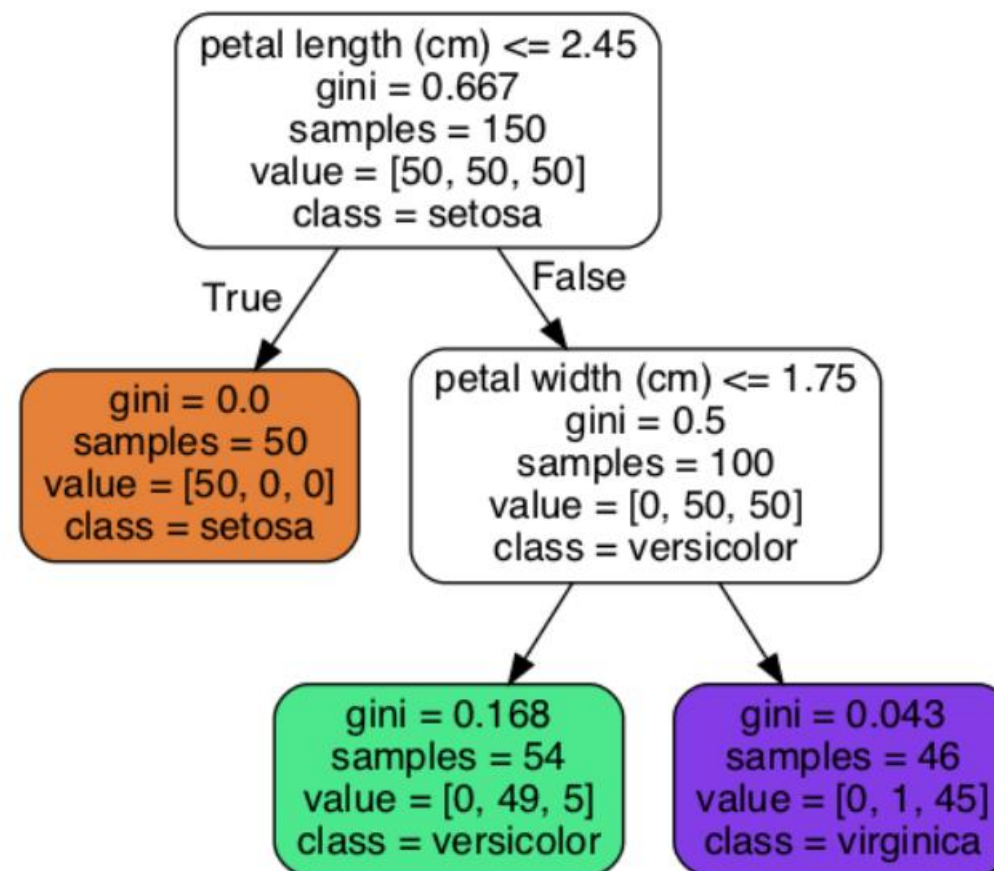 petal length (cm) <= 2.45
gini = 0.667
samples = 150
value = [50, 50, 50]
class = setosa
True
False
gini = 0.0
samples = 50
value = [50, 0, 0]
class = setosa
petal width (cm) <= 1.75
gini = 0.5
samples = 100
value = [0, 50, 50]
class = versicolor
gini = 0.168
samples = 54
value = [0, 49, 5]
class = versicolor
gini = 0.043
samples = 46
value = [0, 1, 45]
class = virginica